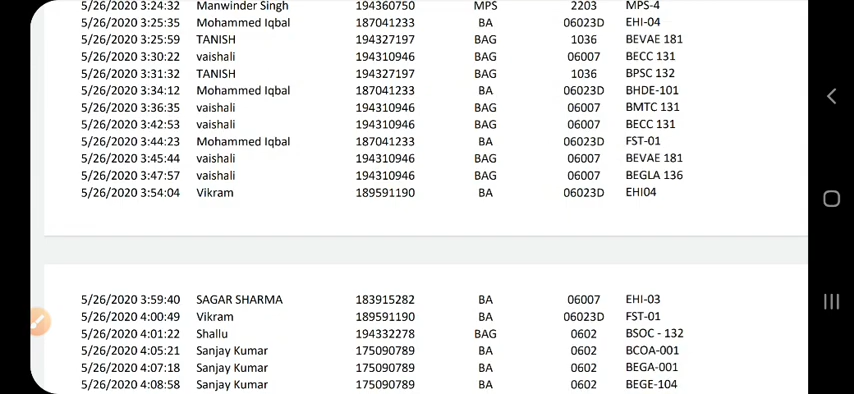 5/26/2020 3:24:32 Manwinder Singh 194360750 MPS 2203 MPS-4
5/26/2020 3:25:35 Mohammed Iqbal 187041233 BA 06023D EHI-04
5/26/2020 3:25:59 TANISH 194327197 BAG 1036 BEVAE 181
5/26/2020 3:30:22 vaishali 194310946 BAG 06007 BECC 131
5/26/2020 3:31:32 TANISH 194327197 BAG 1036 BPSC 132
5/26/2020 3:34:12 Mohammed Iqbal 187041233 BA 06023D BHDE-101
5/26/2020 3:36:35 vaishali 194310946 BAG 06007 BMTC 131
5/26/2020 3:42:53 vaishali 194310946 BAG 06007 BECC 131
5/26/2020 3:44:23 Mohammed Iqbal 187041233 BA 06023D FST-01
5/26/2020 3:45:44 vaishali 194310946 BAG 06007 BEVAE 181
5/26/2020 3:47:57 vaishali 194310946 BAG 06007 BEGLA 136
5/26/2020 3:54:04 Vikram 189591190 BA 06023D EHI04
5/26/2020 3:59:40 SAGAR SHARMA 183915282 BA 06007 EHI-03
5/26/2020 4:00:49 Vikram 189591190 BA 06023D FST-01
5/26/2020 4:01:22 Shallu 194332278 BAG 0602 BSOC - 132
5/26/2020 4:05:21 Sanjay Kumar 175090789 BA 0602 BCOA-001
5/26/2020 4:07:18 Sanjay Kumar 175090789 BA 0602 BEGA-001
5/26/2020 4:08:58 Sanjay Kumar 175090789 BA 0602 BEGE-104